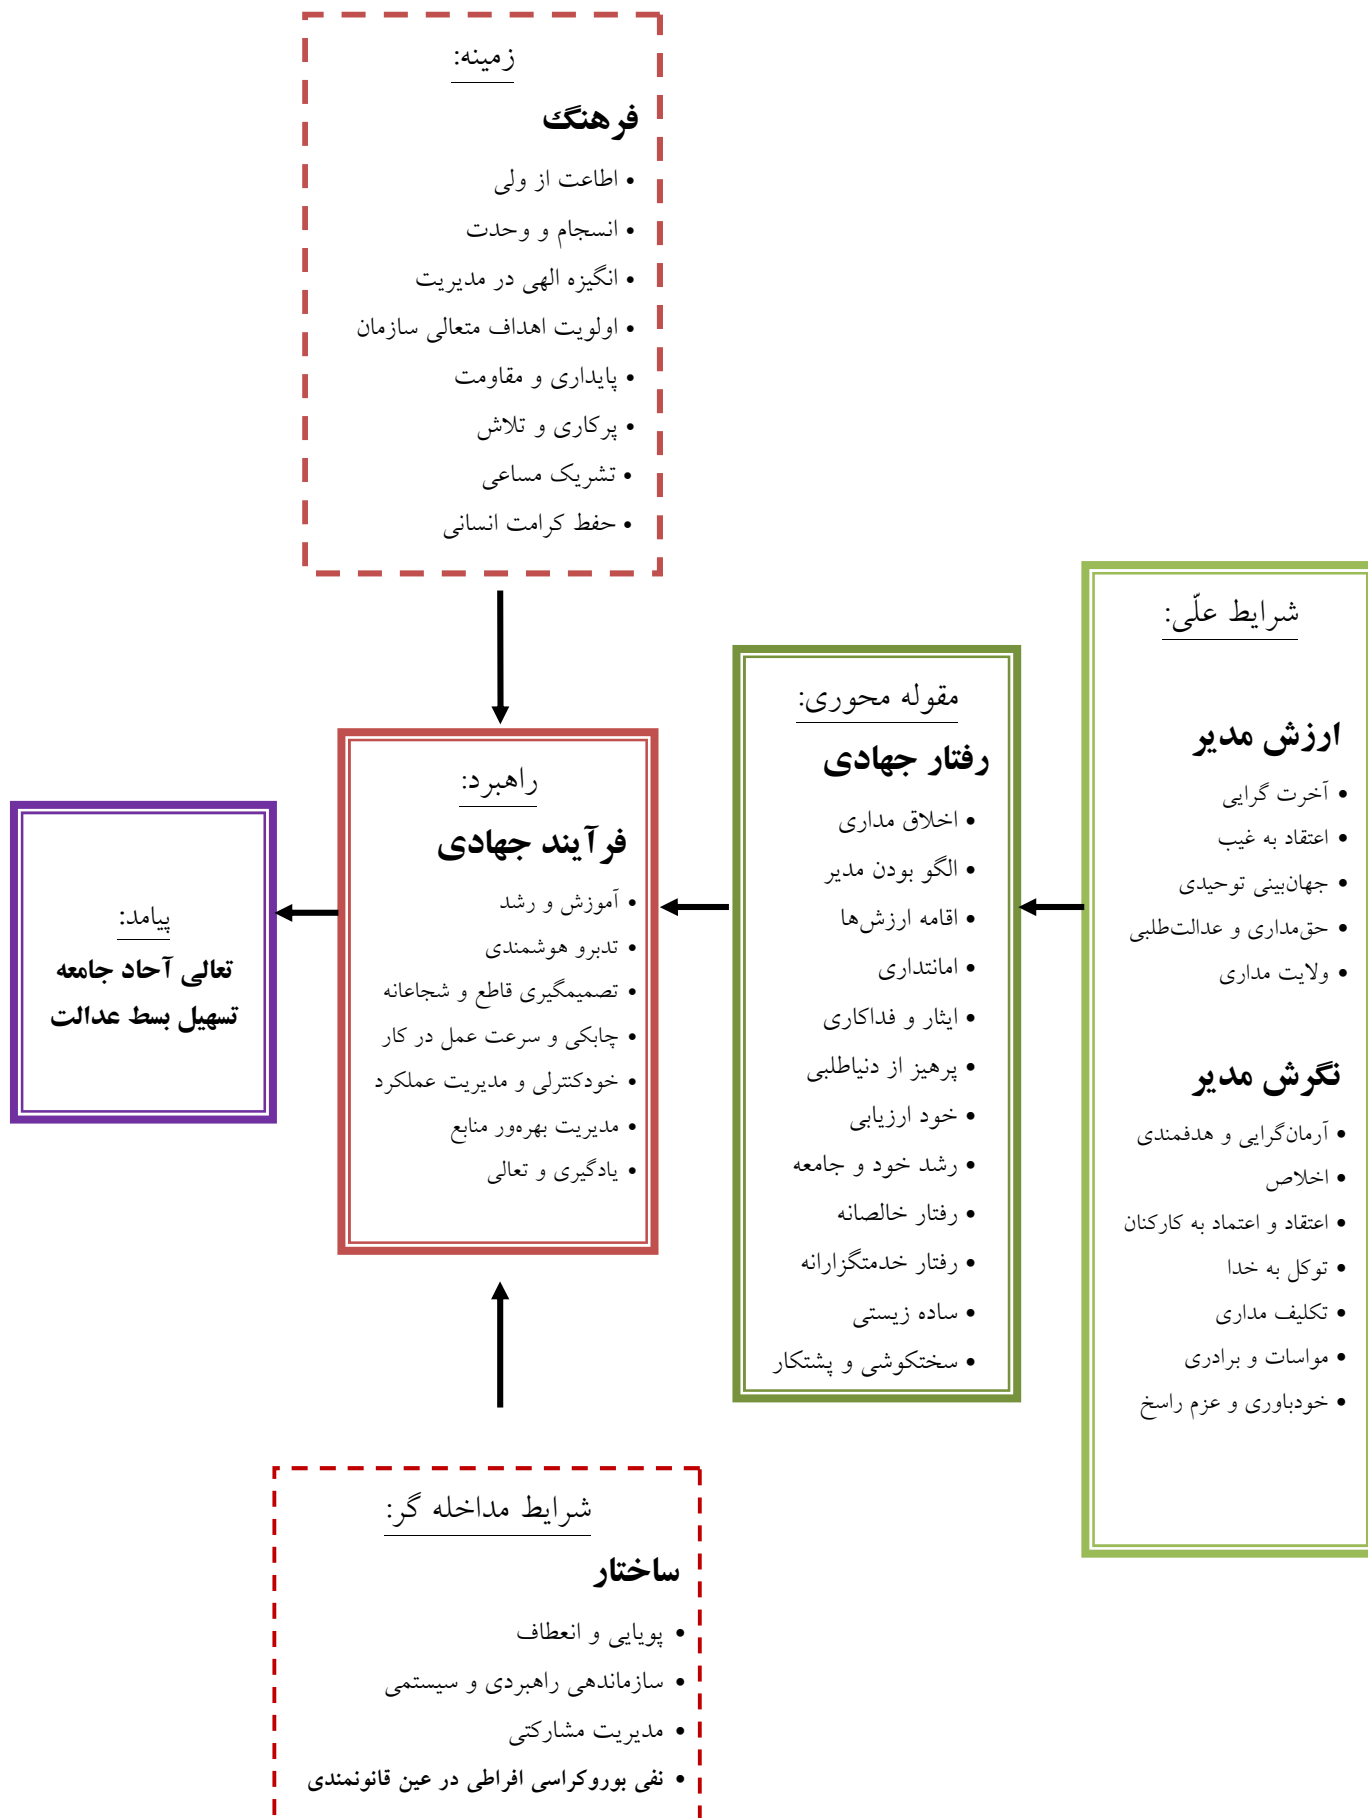 زمینه:
فرهنگ
• اطاعت از ولی
• انسجام و وحدت
• انگیزه الهی در مدیریت
• اولویت اهداف متعالی سازمان
• پایداری و مقاومت
• پرکاری و تلاش
• تشریک مساعی
• حفظ کرامت انسانی
شرایط علّی:
ارزش مدیر
• آخرت گرایی
• اعتقاد به غیب
• جهان‌بینی توحیدی
• حق‌مداری و عدالت‌طلبی
• ولایت مداری
نگرش مدیر
• آرمان‌گرایی و هدفمندی
• اخلاص
• اعتقاد و اعتماد به کارکنان
• توکل به خدا
• تکلیف مداری
• مواسات و برادری
• خودباوری و عزم راسخ
مقوله محوری:
رفتار جهادی
• اخلاق مداری
• الگو بودن مدیر
• اقامه ارزش‌ها
• امانتداری
• ایثار و فداکاری
• پرهیز از دنیاطلبی
• خود ارزیابی
• رشد خود و جامعه
• رفتار خالصانه
• رفتار خدمتگزارانه
• ساده زیستی
• سختکوشی و پشتکار
راهبرد:
فرآیند جهادی
• آموزش و رشد
• تدبرو هوشمندی
• تصمیمگیری قاطع و شجاعانه
• چابکی و سرعت عمل در کار
• خودکنترلی و مدیریت عملکرد
• مدیریت بهره‌ور منابع
• یادگیری و تعالی
پیامد:
تعالی آحاد جامعه
تسهیل بسط عدالت
شرایط مداخله گر:
ساختار
• پویایی و انعطاف
• سازماندهی راهبردی و سیستمی
• مدیریت مشارکتی
• نفی بوروکراسی افراطی در عین قانونمندی